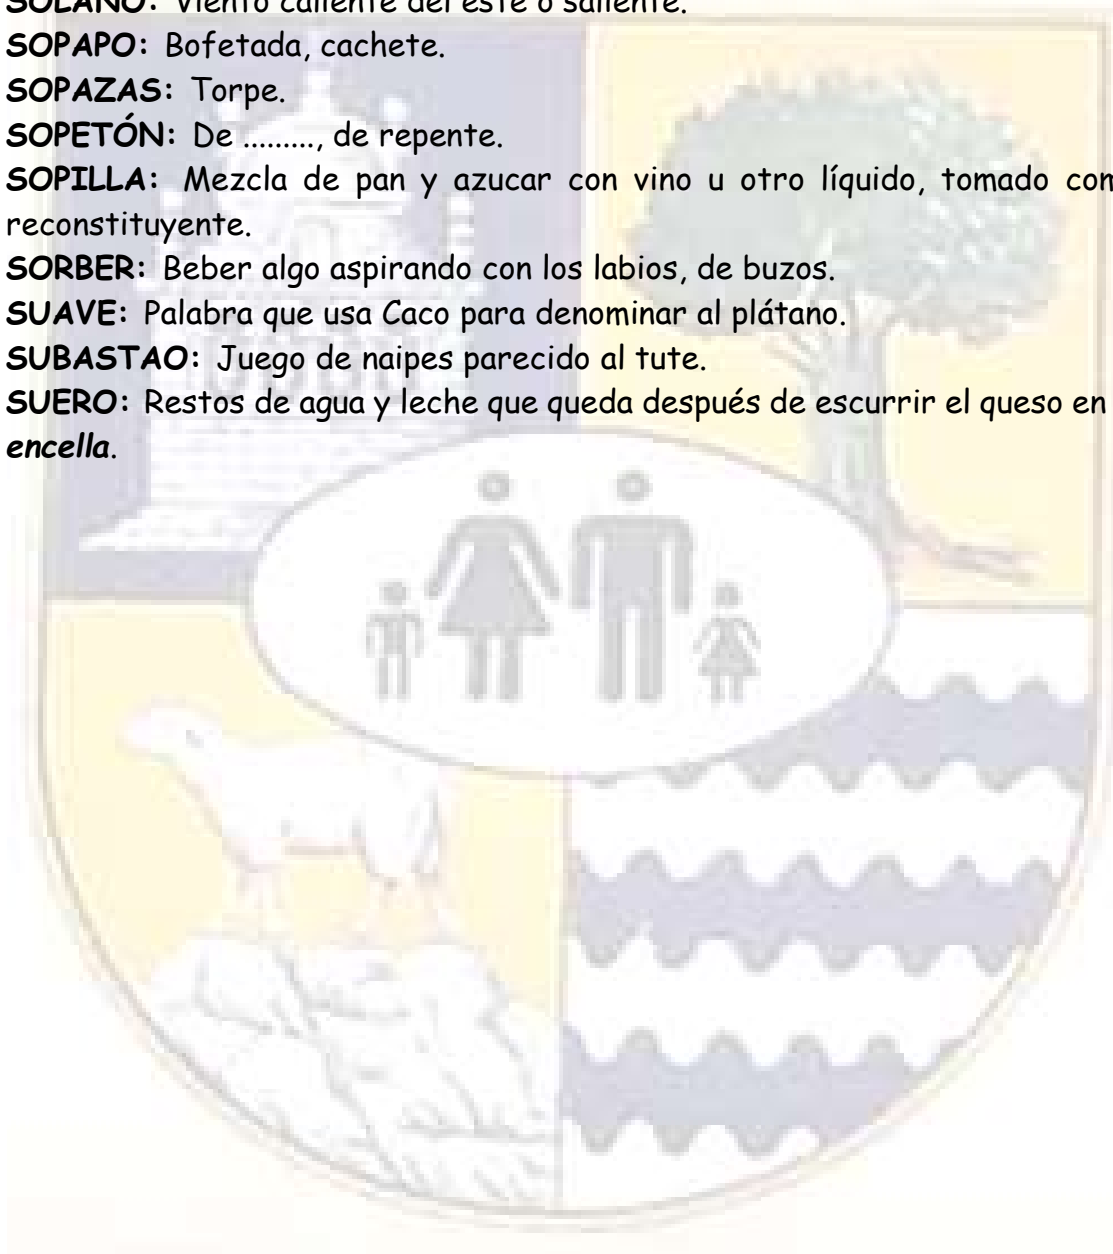 SOLANO: Viento caliente del este o saliente.
SOPAPO: Bofetada, cachete.
SOPAZAS: Torpe.
SOPETÓN: De ........., de repente.
SOPILLA: Mezcla de pan y azucar con vino u otro líquido, tomado com
reconstituyente.
SORBER: Beber algo aspirando con los labios, de buzos.
SUAVE: Palabra que usa Caco para denominar al plátano.
SUBASTAO: Juego de naipes parecido al tute.
SUERO: Restos de agua y leche que queda después de escurrir el queso en
encella.